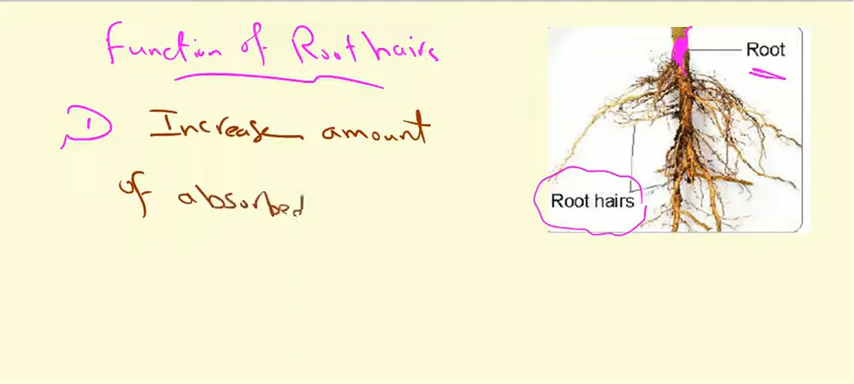 Function of Root hairs
1) Increase amount
of absorbed
Root
Root hairs